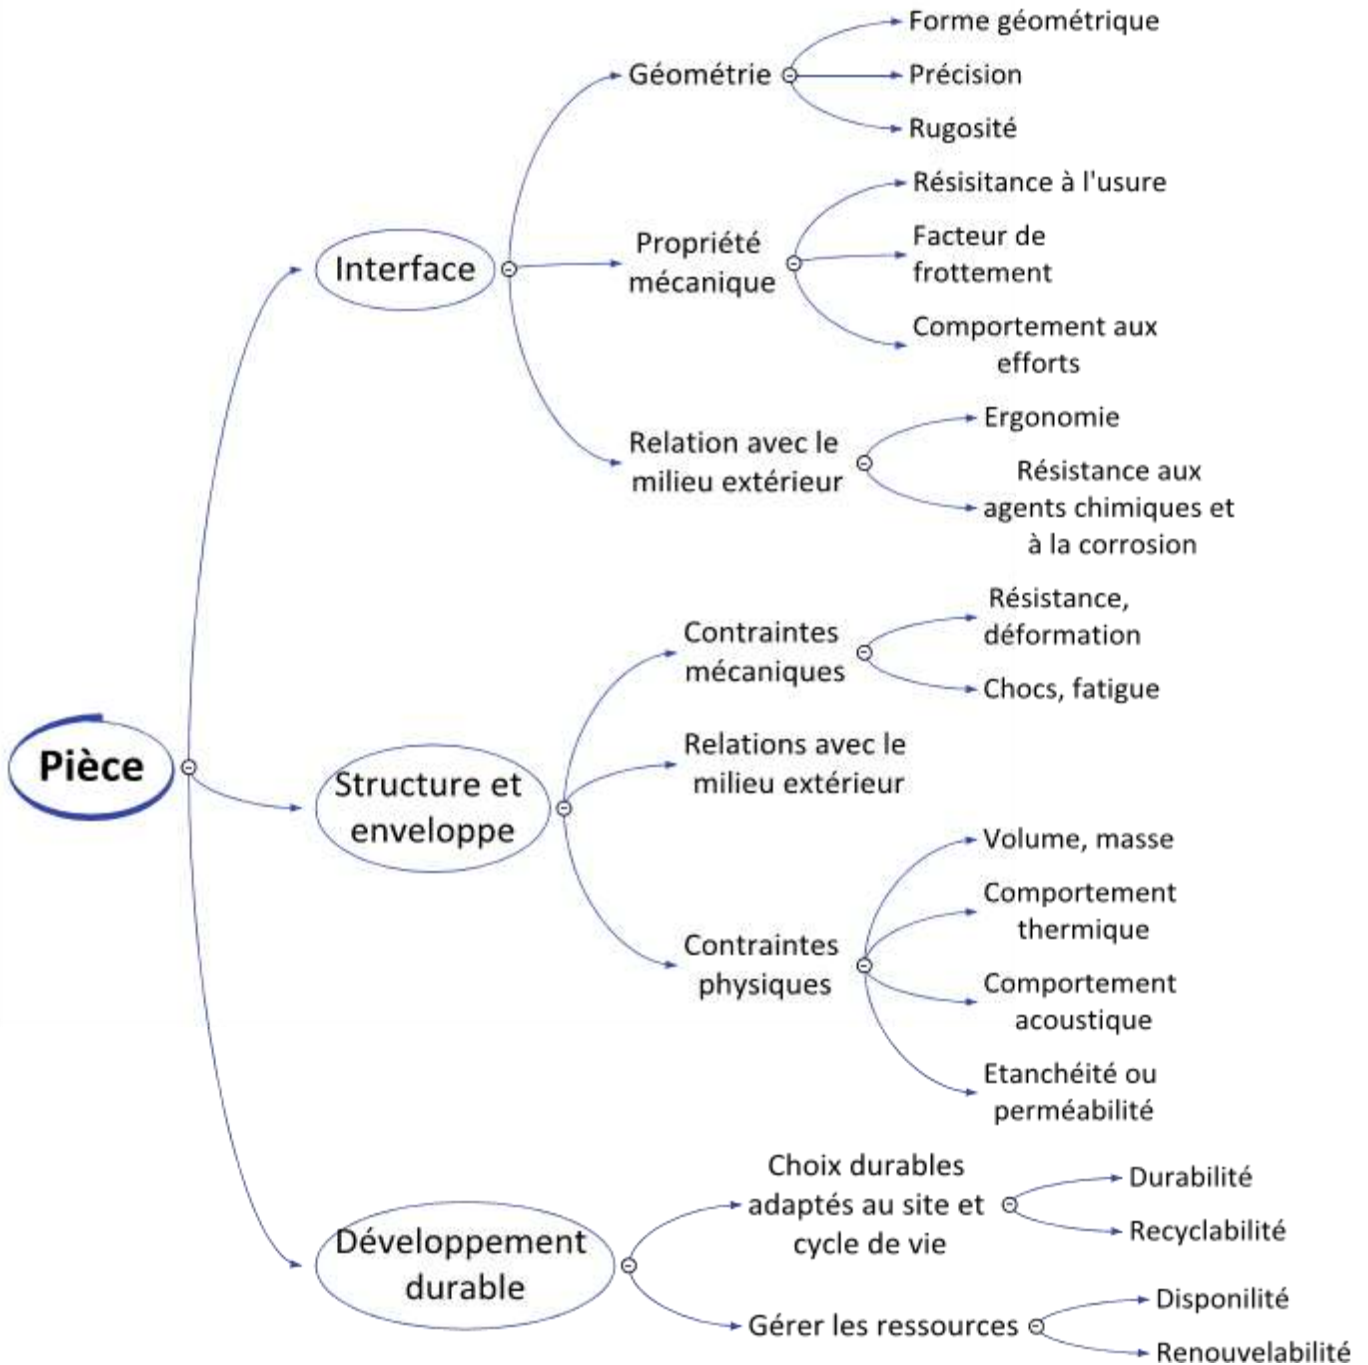 Pièce
Interface
Géométrie
Forme géométrique
Précision
Rugosité
Propriété
mécanique
Résisitance à l'usure
Facteur de
frottement
Comportement aux
efforts
Relation avec le
milieu extérieur
Ergonomie
Résistance aux
agents chimiques et
à la corrosion
Structure et
enveloppe
Contraintes
mécaniques
Résistance,
déformation
Chocs, fatigue
Relations avec le
milieu extérieur
Contraintes
physiques
Volume, masse
Comportement
thermique
Comportement
acoustique
Etanchéité ou
perméabilité
Développement
durable
Choix durables
adaptés au site et
cycle de vie
Durabilité
Recyclabilité
Gérer les ressources
Disponilité
Renouvelabilité